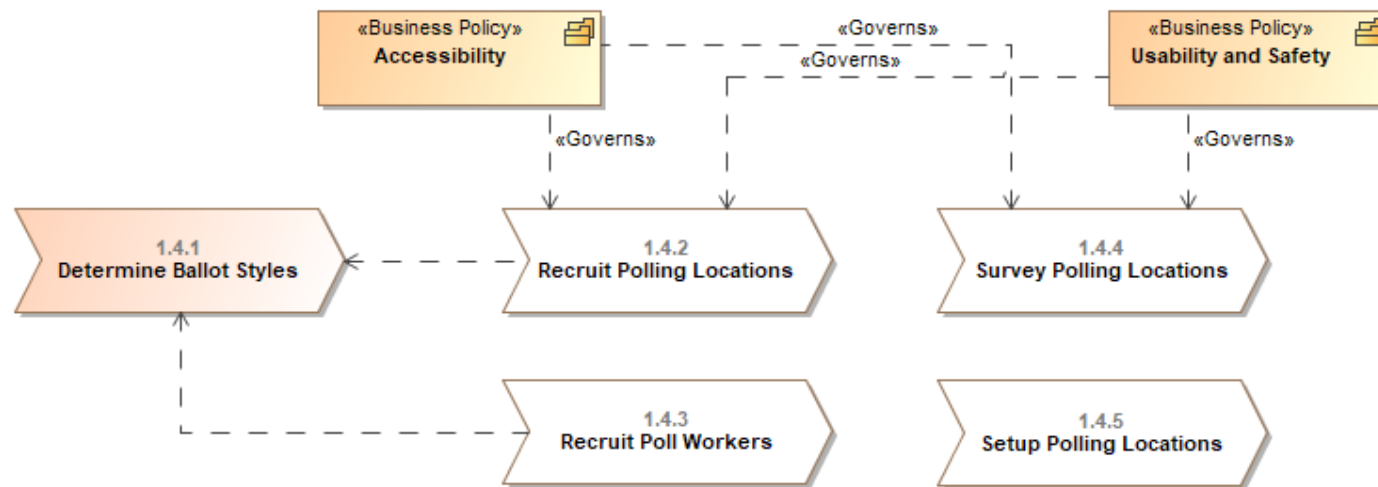 «Business Policy»
Accessibility
«Governs»
«Governs»
«Business Policy»
Usability and Safety
«Governs»
«Governs»
1.4.1
Determine Ballot Styles
1.4.2
Recruit Polling Locations
1.4.4
Survey Polling Locations
1.4.3
Recruit Poll Workers
1.4.5
Setup Polling Locations